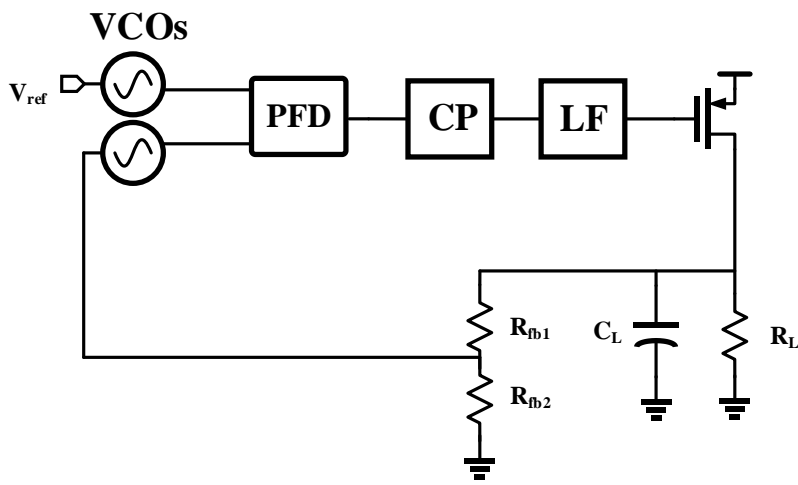 VCOs
Vref
PFD
CP
LF
Rfb1
CL
RL
Rfb2